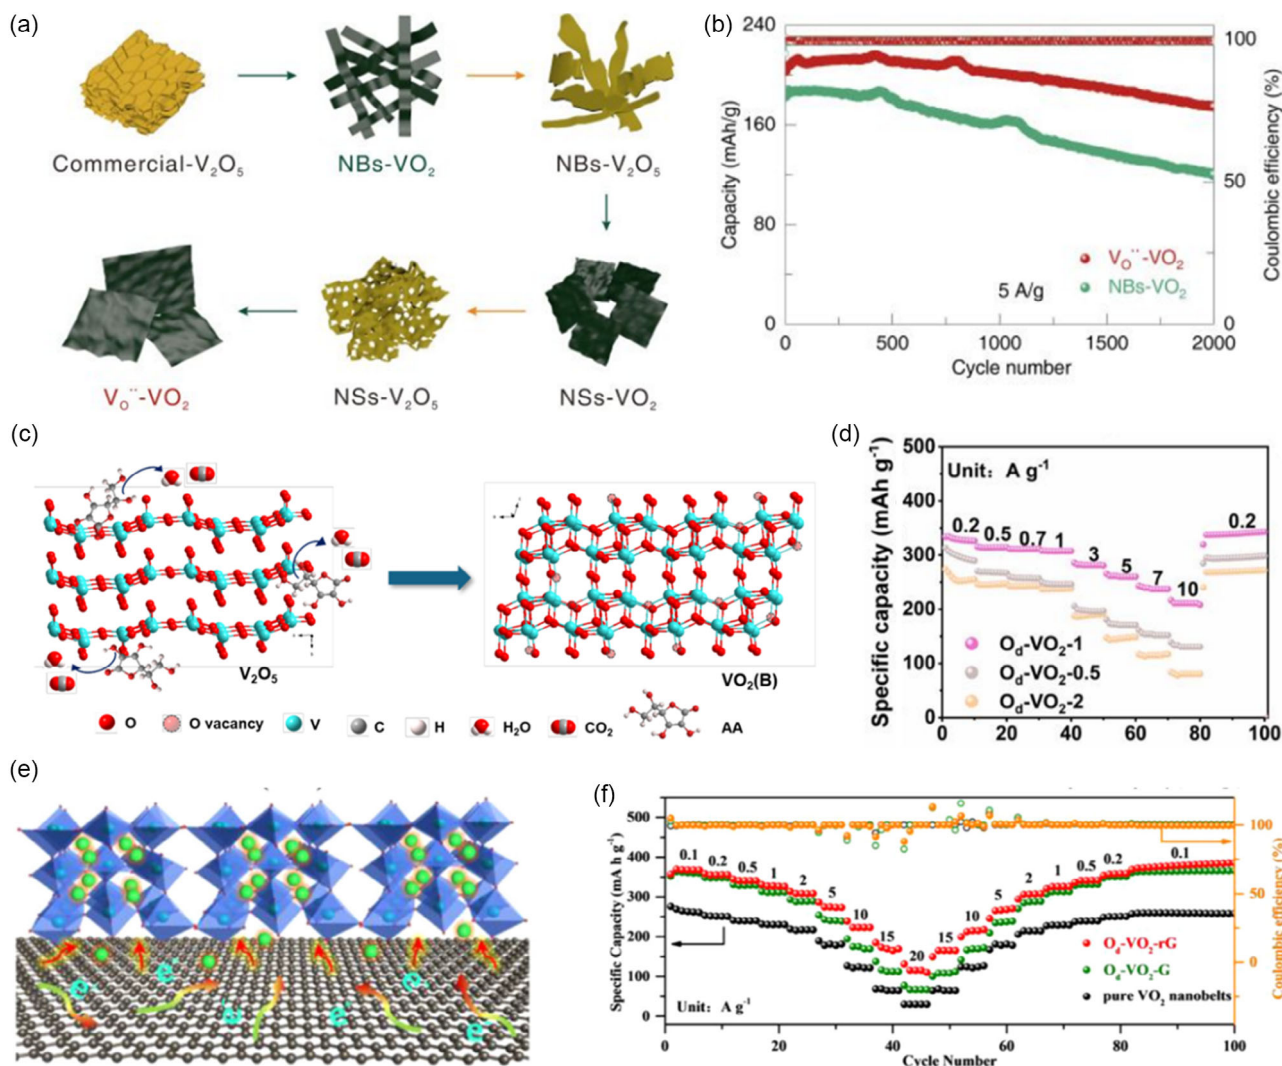 (a)
Commercial-V₂O₅
NBs-VO₂
NBs-V₂O₅
Vₒ¨-VO₂
NSs-V₂O₅
NSs-VO₂
(b)
240
160
80
0
Capacity (mAh/g)
100
50
0
Coulombic efficiency (%)
Vₒ¨-VO₂
NBs-VO₂
5 A/g
0 500 1000 1500 2000
Cycle number
(c)
V₂O₅
VO₂(B)
O
O vacancy
V
C
H
H₂O
CO₂
AA
(d)
500
400
300
200
100
0
Specific capacity (mAh g⁻¹)
Unit: A g⁻¹
0.2 0.5 0.7 1 3 5 7 10 0.2
O_d-VO₂-1
O_d-VO₂-0.5
O_d-VO₂-2
0 20 40 60 80 100
(e)
e⁻ e⁻ e⁻ e⁻ e⁻
(f)
500
400
300
200
100
0
Specific Capacity (mA h g⁻¹)
100
50
0
Coulombic efficiency (%)
0.1 0.2 0.5 1 2 5 10 15 20 15 10 5 2 1 0.5 0.2 0.1
O_d-VO₂-rG
O_d-VO₂-G
pure VO₂ nanobelts
Unit: A g⁻¹
0 20 40 60 80 100
Cycle Number